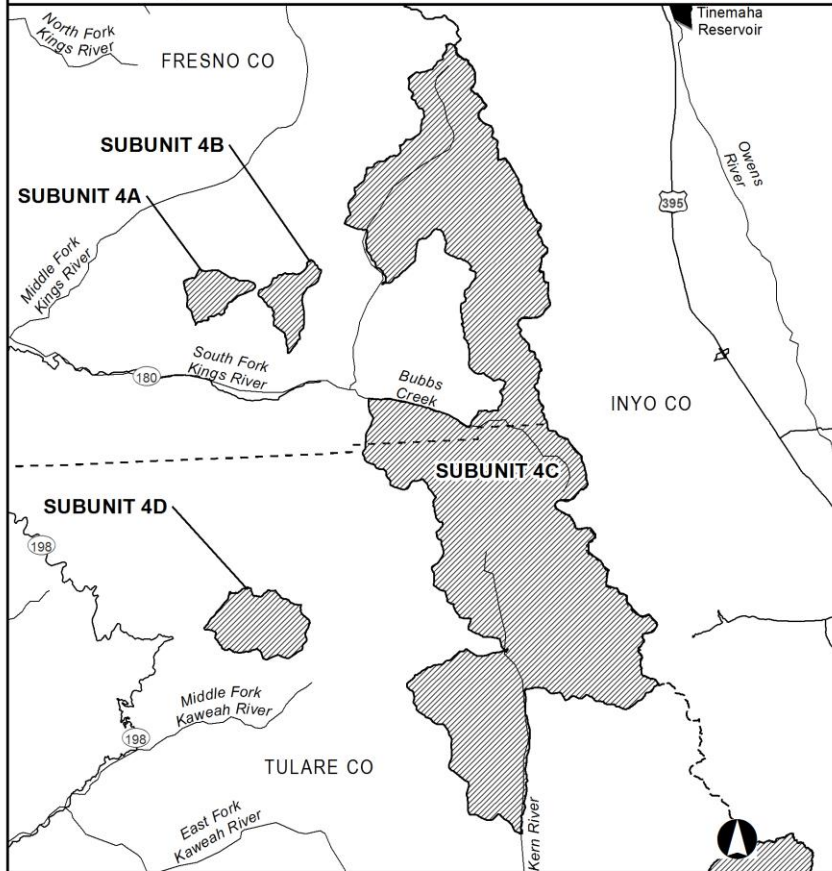 Tinemaha
Reservoir
North Fork
Kings River
FRESNO CO
SUBUNIT 4B
SUBUNIT 4A
Owens
River
395
Middle Fork
Kings River
South Fork
Kings River
180
Bubbs
Creek
INYO CO
SUBUNIT 4C
SUBUNIT 4D
198
Middle Fork
Kaweah River
198
TULARE CO
East Fork
Kaweah River
Kern River